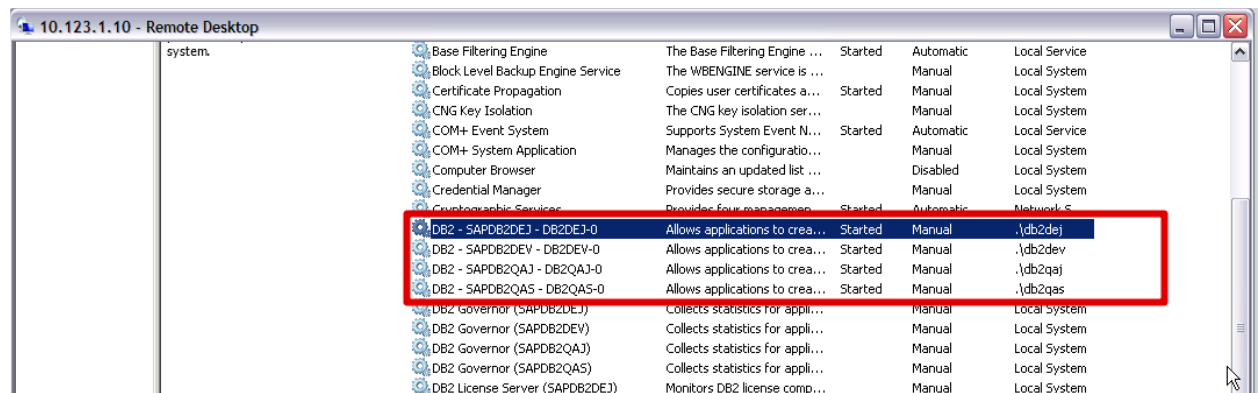 10.123.1.10 - Remote Desktop
system.
Base Filtering Engine The Base Filtering Engine ... Started Automatic Local Service
Block Level Backup Engine Service The WBENGINE service is ... Manual Local System
Certificate Propagation Copies user certificates a... Started Manual Local System
CNG Key Isolation The CNG key isolation ser... Manual Local System
COM+ Event System Supports System Event N... Started Automatic Local Service
COM+ System Application Manages the configuratio... Manual Local System
Computer Browser Maintains an updated list ... Disabled Local System
Credential Manager Provides secure storage a... Manual Local System
Cryptographic Services Provides four managemen... Started Automatic Network S...
DB2 - SAPDB2DEJ - DB2DEJ-0 Allows applications to crea... Started Manual .\db2dej
DB2 - SAPDB2DEV - DB2DEV-0 Allows applications to crea... Started Manual .\db2dev
DB2 - SAPDB2QAJ - DB2QAJ-0 Allows applications to crea... Started Manual .\db2qaj
DB2 - SAPDB2QAS - DB2QAS-0 Allows applications to crea... Started Manual .\db2qas
DB2 Governor (SAPDB2DEJ) Collects statistics for appli... Manual Local System
DB2 Governor (SAPDB2DEV) Collects statistics for appli... Manual Local System
DB2 Governor (SAPDB2QAJ) Collects statistics for appli... Manual Local System
DB2 Governor (SAPDB2QAS) Collects statistics for appli... Manual Local System
DB2 License Server (SAPDB2DEJ) Monitors DB2 license comp... Manual Local System